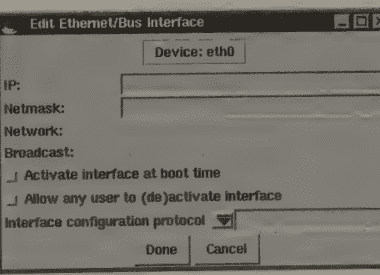 Edit Ethernet/Bus Interface
Device: eth0
IP:
Netmask:
Network:
Broadcast:
Activate interface at boot time
Allow any user to (de)activate interface
Interface configuration protocol
Done Cancel